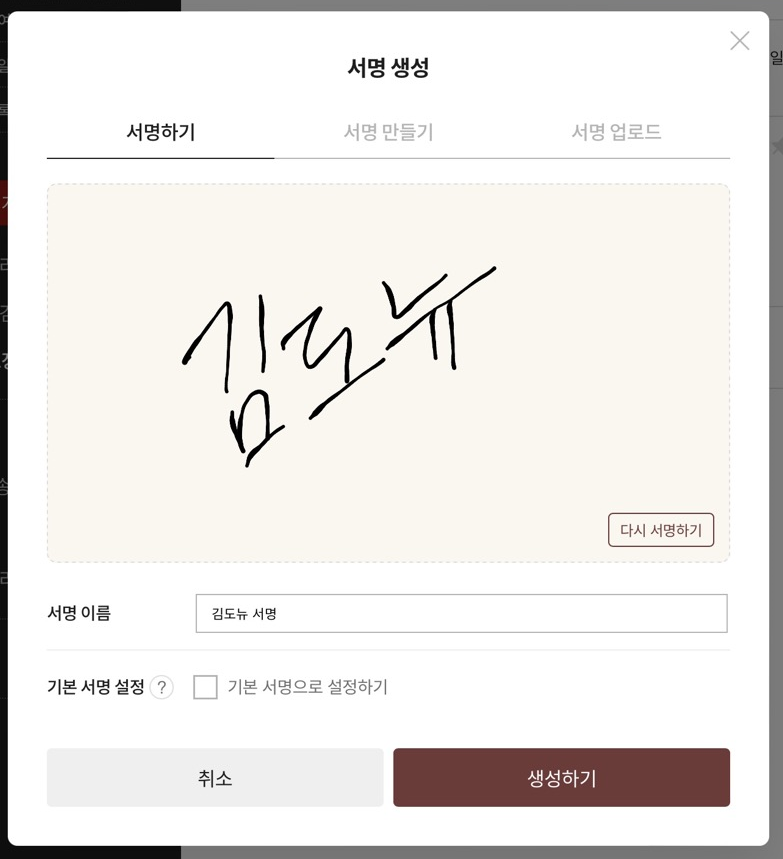 서명 생성
서명하기 서명 만들기 서명 업로드
김도뉴
다시 서명하기
서명 이름 김도뉴 서명
기본 서명 설정 ? 기본 서명으로 설정하기
취소 생성하기